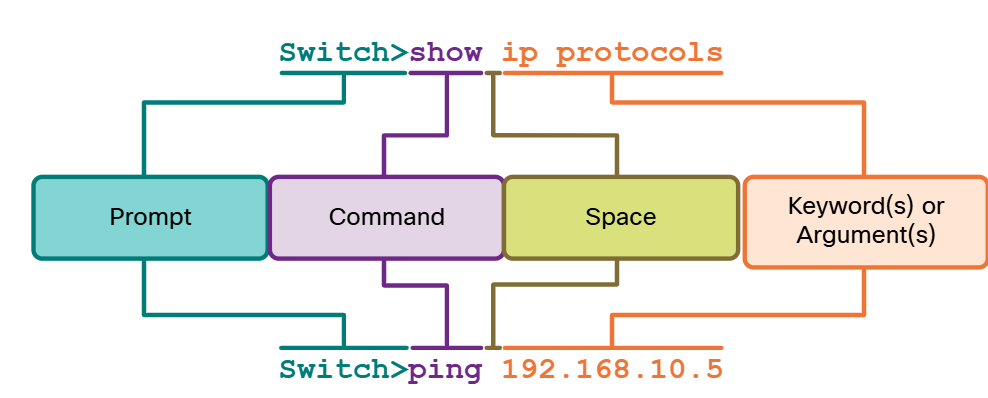 Switch>show ip protocols
Prompt
Command
Space
Keyword(s) or
Argument(s)
Switch>ping 192.168.10.5